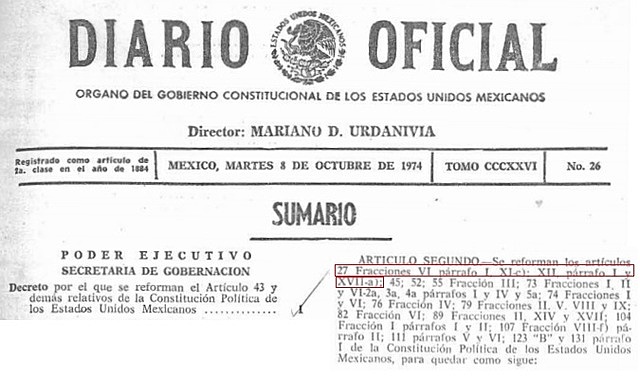 DIARIO OFICIAL
ESTADOS UNIDOS MEXICANOS
ORGANO DEL GOBIERNO CONSTITUCIONAL DE LOS ESTADOS UNIDOS MEXICANOS
Director: MARIANO D. URDANIVIA
Registrado como artículo de
2a. clase en el año de 1884
MEXICO, MARTES 8 DE OCTUBRE DE 1974
TOMO CCCXXVI
No. 26
SUMARIO
PODER EJECUTIVO
SECRETARIA DE GOBERNACION
Decreto por el que se reforman el Artículo 43 y
demás relativos de la Constitución Política de
los Estados Unidos Mexicanos ............. 1
ARTICULO SEGUNDO—Se reforman los artículos
27 Fracciones VI párrafo I, XI-c); XII, párrafo I y
XVII-a); 45; 52; 55 Fracción III; 73 Fracciones I, II
y VI-2a, 3a, 4a párrafos I y IV y 5a; 74 Fracciones I
y VI; 76 Fracción IV; 79 Fracciones II, V, VIII y IX;
82 Fracción VI; 89 Fracciones II, XIV y XVII; 104
Fracción I párrafos I y II; 107 Fracciones VIII-f) párrafo
II; 111 párrafos V y VI; 123 "B" y 131 párrafo
I de la Constitución Política de los Estados Unidos
Mexicanos, para quedar como sigue: